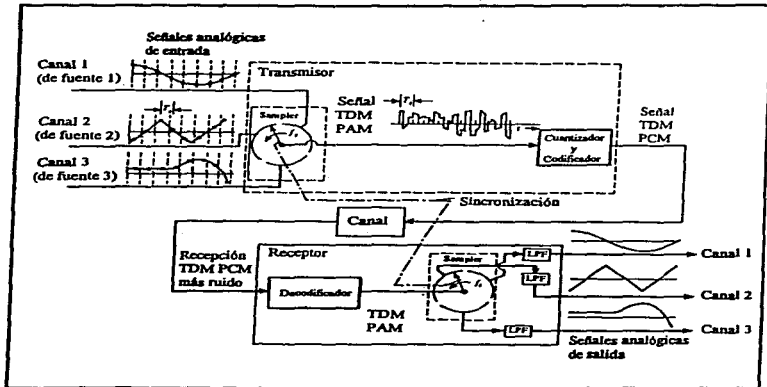 Señales analógicas
de entrada
Canal 1
(de fuente 1)
Canal 2
(de fuente 2)
Canal 3
(de fuente 3)
Transmisor
Sampler
Señal
TDM
PAM
Cuantizador
y
Codificador
Señal
TDM
PCM
Sincronización
Canal
Recepción
TDM PCM
más ruido
Receptor
Decodificador
TDM
PAM
Sampler
LPF
LPF
LPF
Canal 1
Canal 2
Canal 3
Señales analógicas
de salida